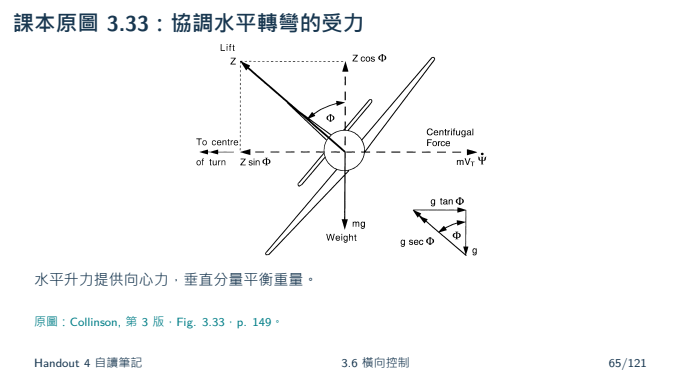 課本原圖 3.33：協調水平轉彎的受力
Lift
Z
Z cos Φ
Φ
To centre
of turn
Z sin Φ
Centrifugal
Force
mVT Ψ̇
mg
Weight
g tan Φ
g sec Φ
Φ
g
水平升力提供向心力，垂直分量平衡重量。
原圖：Collinson, 第 3 版，Fig. 3.33，p. 149。
Handout 4 自讀筆記
3.6 橫向控制
65/121